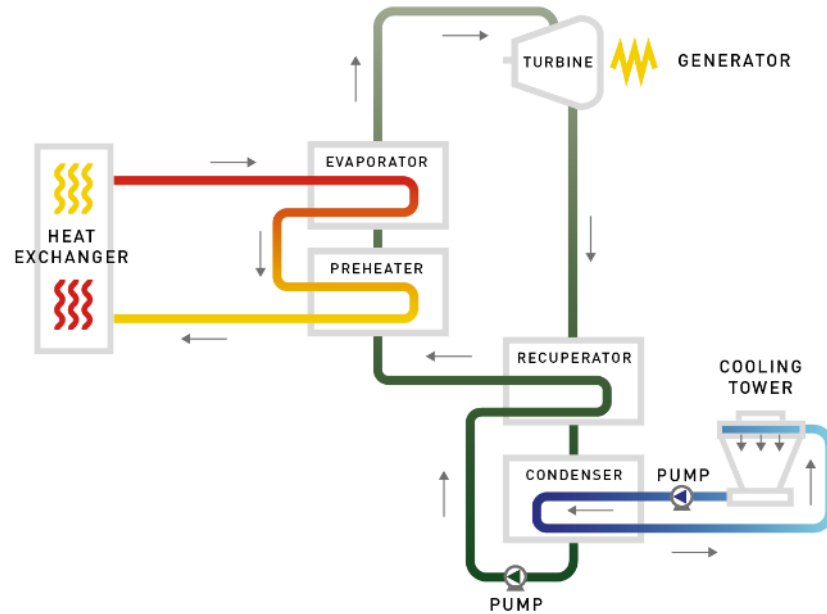 TURBINE
GENERATOR
EVAPORATOR
HEAT
EXCHANGER
PREHEATER
RECUPERATOR
COOLING
TOWER
CONDENSER
PUMP
PUMP